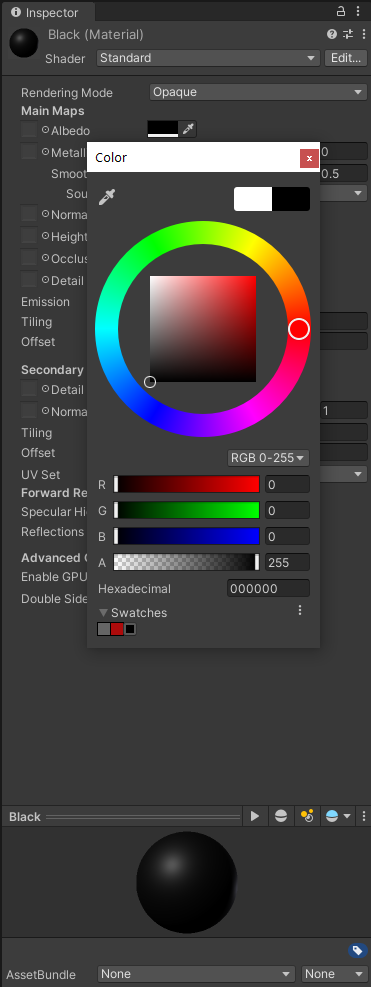 Inspector
Black (Material)
Shader Standard Edit...
Rendering Mode Opaque
Main Maps
Albedo
Color x
Metall 0
Smoot 0.5
Sou
Norma
Height
Occlus
Detail
Emission
Tiling
Offset
Secondary
Detail
Norma 1
Tiling
Offset
UV Set
Forward Re
Specular Hig
Reflections
Advanced O
Enable GPU
Double Side
RGB 0-255
R 0
G 0
B 0
A 255
Hexadecimal 000000
Swatches
Black
AssetBundle None None